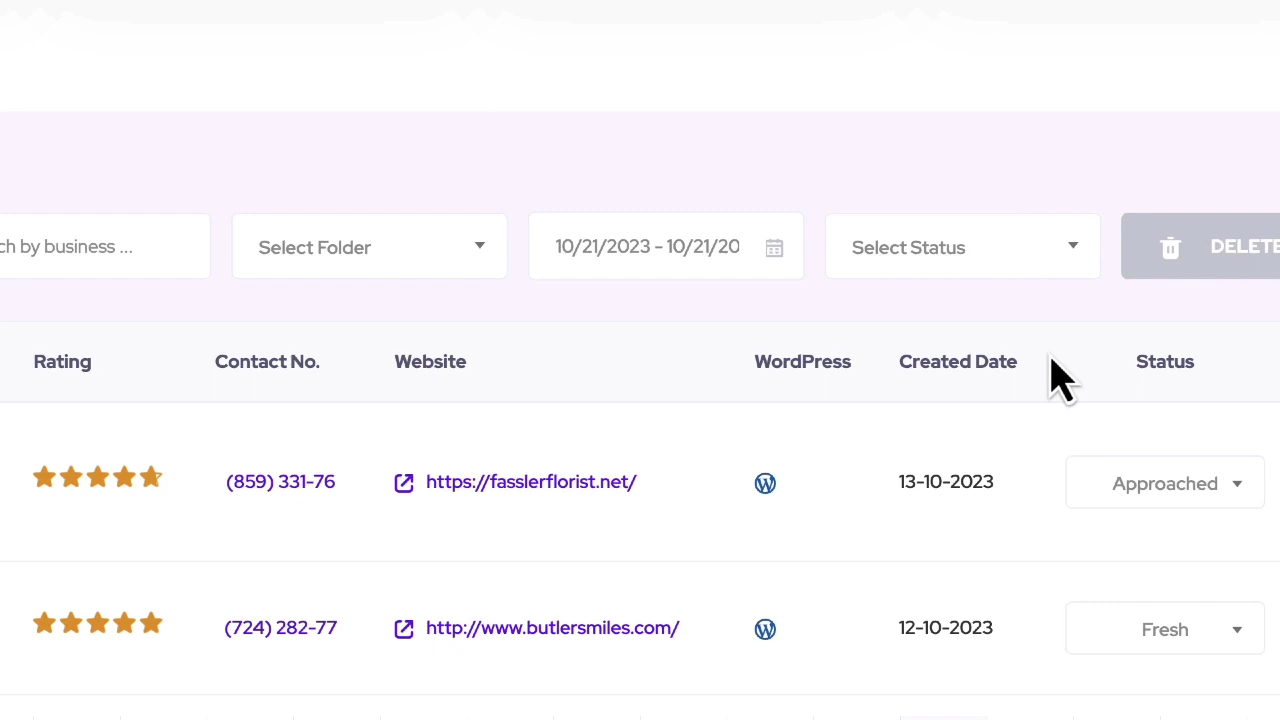 ch by business ...
Select Folder
10/21/2023 - 10/21/20
Select Status
DELETE
Rating Contact No. Website WordPress Created Date Status
(859) 331-76 https://fasslerflorist.net/ 13-10-2023 Approached
(724) 282-77 http://www.butlersmiles.com/ 12-10-2023 Fresh